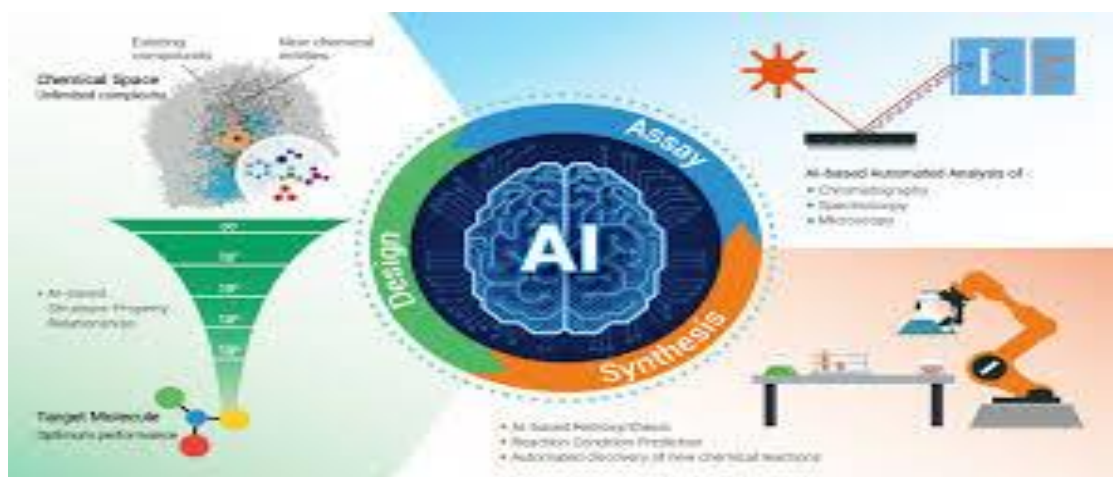 Existing
compounds
New chemical
entities
Chemical Space
Unlimited complexity
AI-based
Structure-Property
Relationships
Target Molecule
Optimum performance
Design
Assay
Synthesis
AI
AI-based Automated Analysis of :
• Chromatography
• Spectroscopy
• Microscopy
• AI-based Retrosynthesis
• Reaction Condition Prediction
• Automated discovery of new chemical reactions